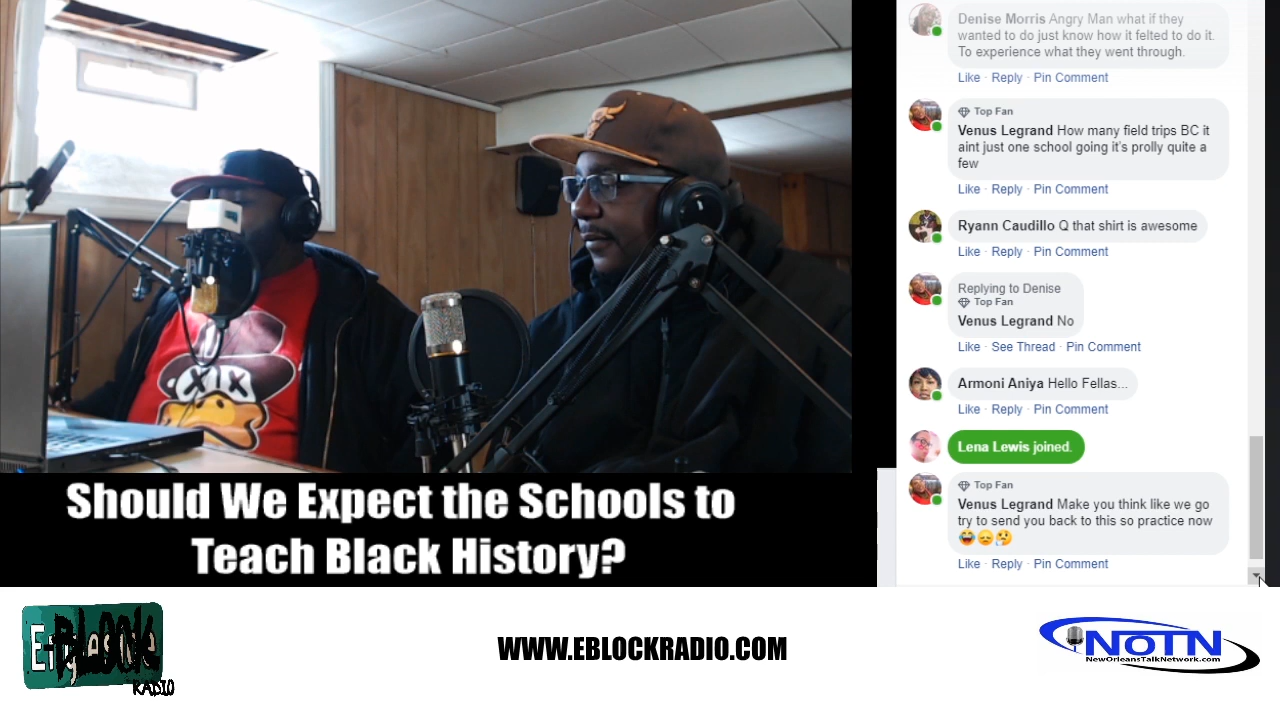 Denise Morris Angry Man what if they
wanted to do just know how it felted to do it.
To experience what they went through.
Like · Reply · Pin Comment
Top Fan
Venus Legrand How many field trips BC it
aint just one school going it's prolly quite a
few
Like · Reply · Pin Comment
Ryann Caudillo Q that shirt is awesome
Like · Reply · Pin Comment
Replying to Denise
Top Fan
Venus Legrand No
Like · See Thread · Pin Comment
Armoni Aniya Hello Fellas...
Like · Reply · Pin Comment
Lena Lewis joined.
Top Fan
Venus Legrand Make you think like we go
try to send you back to this so practice now
😂😞🤔
Like · Reply · Pin Comment
Should We Expect the Schools to
Teach Black History?
BLOCK
RADIO
WWW.EBLOCKRADIO.COM
NOTN
NewOrleansTalkNetwork.com